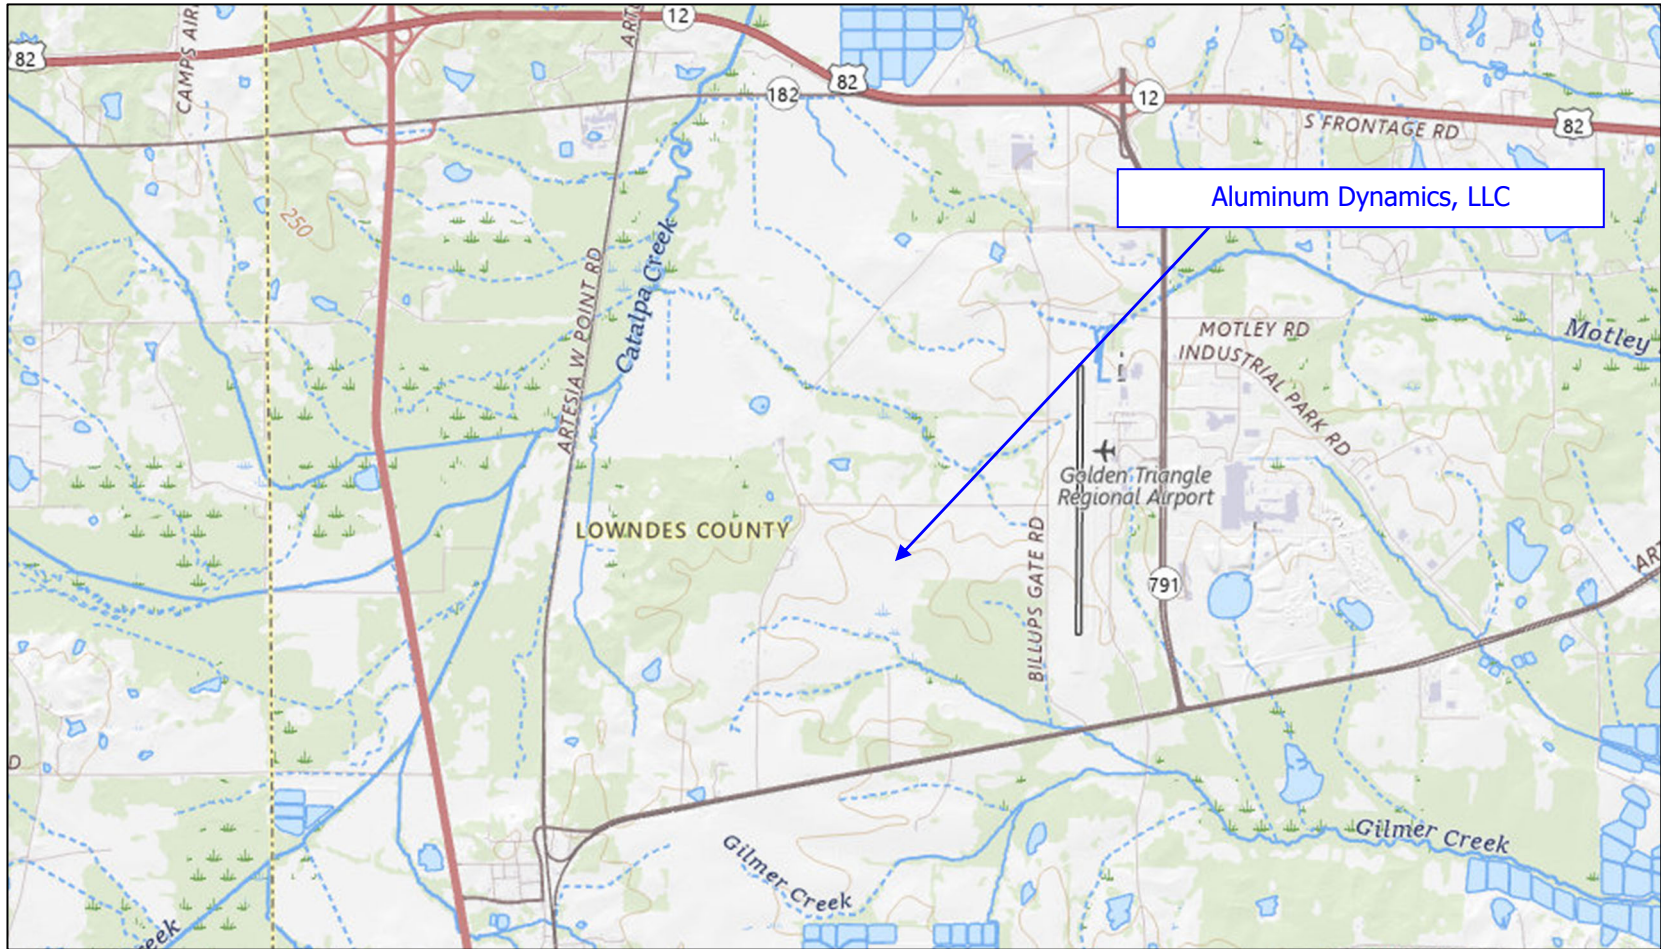 12
82
CAMPS AIR
ART
82
182
12
S FRONTAGE RD
82
Aluminum Dynamics, LLC
250
Catalpa Creek
ARTESIA W POINT RD
MOTLEY RD
INDUSTRIAL PARK RD
Motley
Golden Triangle
Regional Airport
LOWNDES COUNTY
BILLUPS GATE RD
791
ART
D
Gilmer Creek
Gilmer Creek
reek